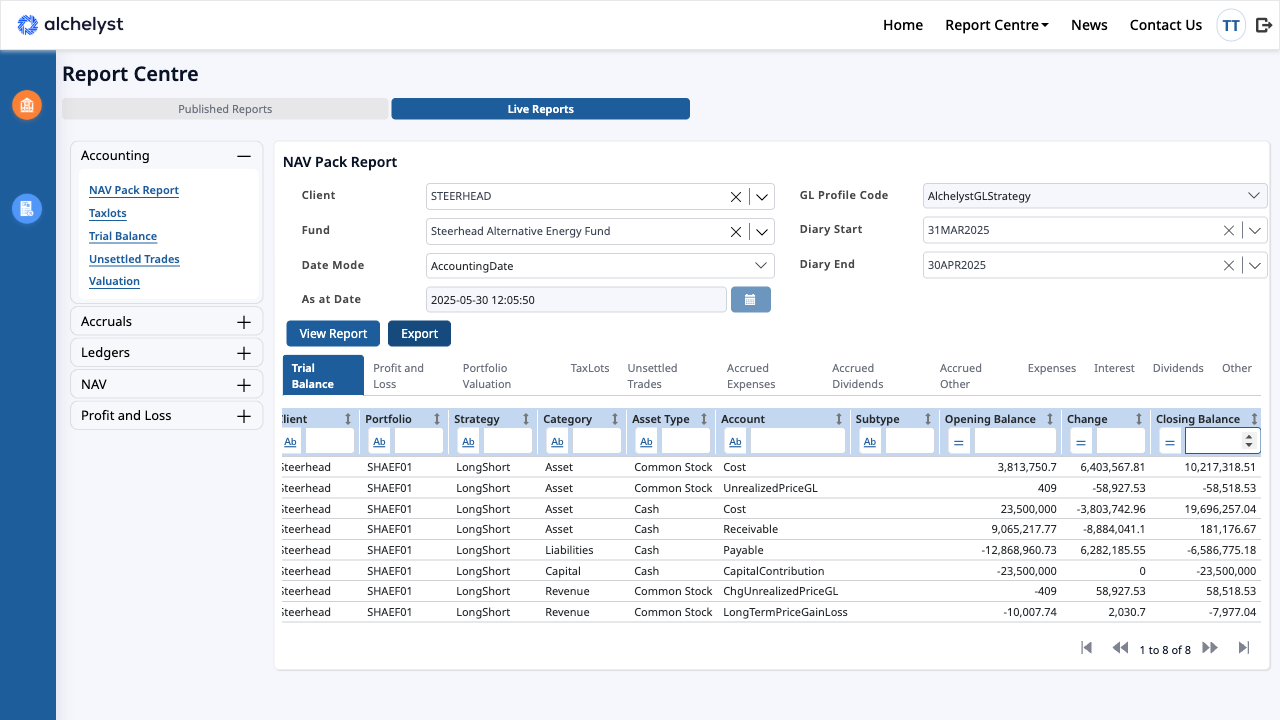 alchelyst
Home Report Centre News Contact Us TT
Report Centre
Published Reports Live Reports
Accounting
NAV Pack Report
Taxlots
Trial Balance
Unsettled Trades
Valuation
Accruals
Ledgers
NAV
Profit and Loss
NAV Pack Report
Client STEERHEAD GL Profile Code AlchelystGLStrategy
Fund Steerhead Alternative Energy Fund Diary Start 31MAR2025
Date Mode AccountingDate Diary End 30APR2025
As at Date 2025-05-30 12:05:50
View Report Export
Trial Balance Profit and Loss Portfolio Valuation TaxLots Unsettled Trades Accrued Expenses Accrued Dividends Accrued Other Expenses Interest Dividends Other
lient Portfolio Strategy Category Asset Type Account Subtype Opening Balance Change Closing Balance
Ab Ab Ab Ab Ab Ab Ab = = =
Steerhead SHAEF01 LongShort Asset Common Stock Cost 3,813,750.7 6,403,567.81 10,217,318.51
Steerhead SHAEF01 LongShort Asset Common Stock UnrealizedPriceGL 409 -58,927.53 -58,518.53
Steerhead SHAEF01 LongShort Asset Cash Cost 23,500,000 -3,803,742.96 19,696,257.04
Steerhead SHAEF01 LongShort Asset Cash Receivable 9,065,217.77 -8,884,041.1 181,176.67
Steerhead SHAEF01 LongShort Liabilities Cash Payable -12,868,960.73 6,282,185.55 -6,586,775.18
Steerhead SHAEF01 LongShort Capital Cash CapitalContribution -23,500,000 0 -23,500,000
Steerhead SHAEF01 LongShort Revenue Common Stock ChgUnrealizedPriceGL -409 58,927.53 58,518.53
Steerhead SHAEF01 LongShort Revenue Common Stock LongTermPriceGainLoss -10,007.74 2,030.7 -7,977.04
1 to 8 of 8